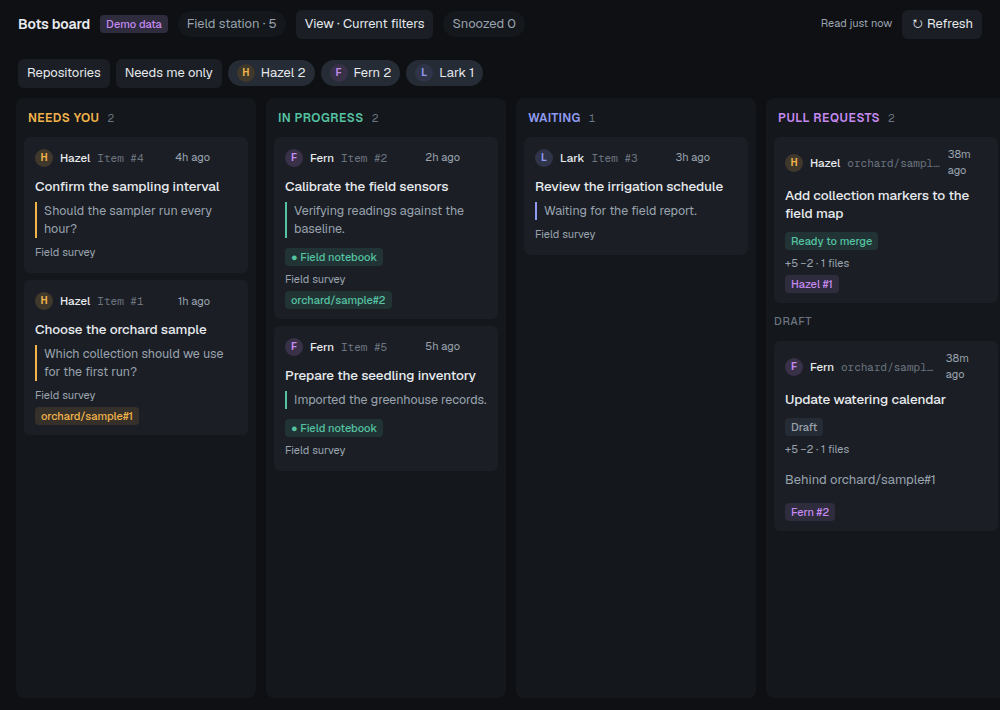 Bots board Demo data Field station · 5 View · Current filters Snoozed 0 Read just now ↻ Refresh
Repositories Needs me only H Hazel 2 F Fern 2 L Lark 1
NEEDS YOU 2
H Hazel Item #4 4h ago
Confirm the sampling interval
Should the sampler run every
hour?
Field survey
H Hazel Item #1 1h ago
Choose the orchard sample
Which collection should we use
for the first run?
Field survey
orchard/sample#1
IN PROGRESS 2
F Fern Item #2 2h ago
Calibrate the field sensors
Verifying readings against the
baseline.
● Field notebook
Field survey
orchard/sample#2
F Fern Item #5 5h ago
Prepare the seedling inventory
Imported the greenhouse records.
● Field notebook
Field survey
WAITING 1
L Lark Item #3 3h ago
Review the irrigation schedule
Waiting for the field report.
Field survey
PULL REQUESTS 2
H Hazel orchard/sampl… 38m
ago
Add collection markers to the
field map
Ready to merge
+5 −2 · 1 files
Hazel #1
DRAFT
F Fern orchard/sampl… 38m
ago
Update watering calendar
Draft
+5 −2 · 1 files
Behind orchard/sample#1
Fern #2